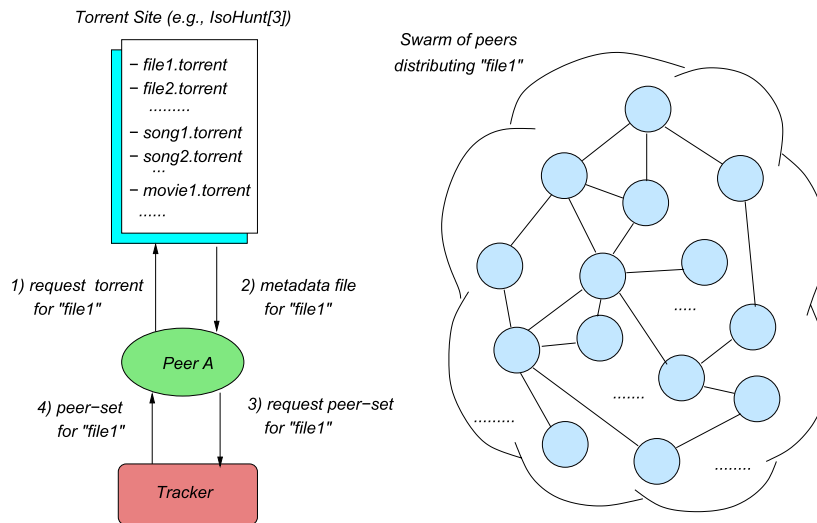 Torrent Site (e.g., IsoHunt[3])
− file1.torrent
− file2.torrent
.........
− song1.torrent
− song2.torrent
...
− movie1.torrent
......
1) request torrent
for "file1"
2) metadata file
for "file1"
Peer A
4) peer−set
for "file1"
3) request peer−set
for "file1"
Tracker
Swarm of peers
distributing "file1"
.....
.......
.........
........